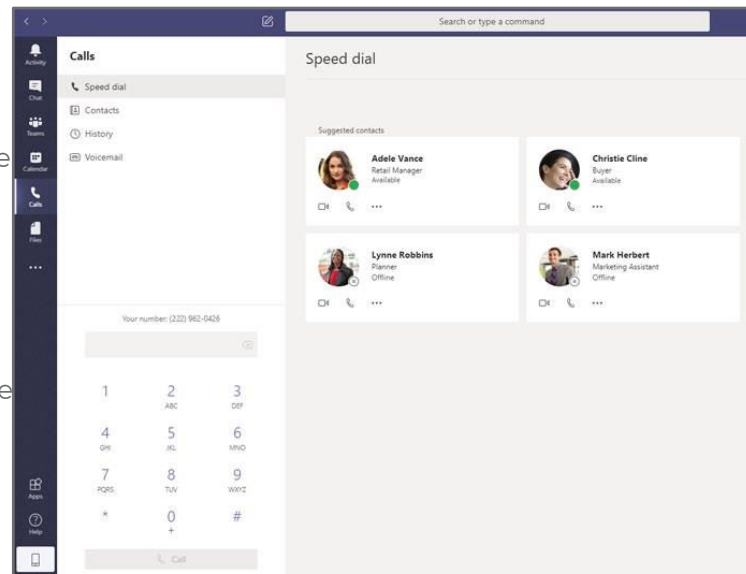 Search or type a command
Activity
Chat
Teams
Calendar
Calls
Files
Apps
Help
e
e
Calls
Speed dial
Contacts
History
Voicemail
Your number: (222) 962-0426
1 2 3
ABC DEF
4 5 6
GHI JKL MNO
7 8 9
PQRS TUV WXYZ
* 0 #
+
Call
Speed dial
Suggested contacts
Adele Vance
Retail Manager
Available
Christie Cline
Buyer
Available
Lynne Robbins
Planner
Offline
Mark Herbert
Marketing Assistant
Offline